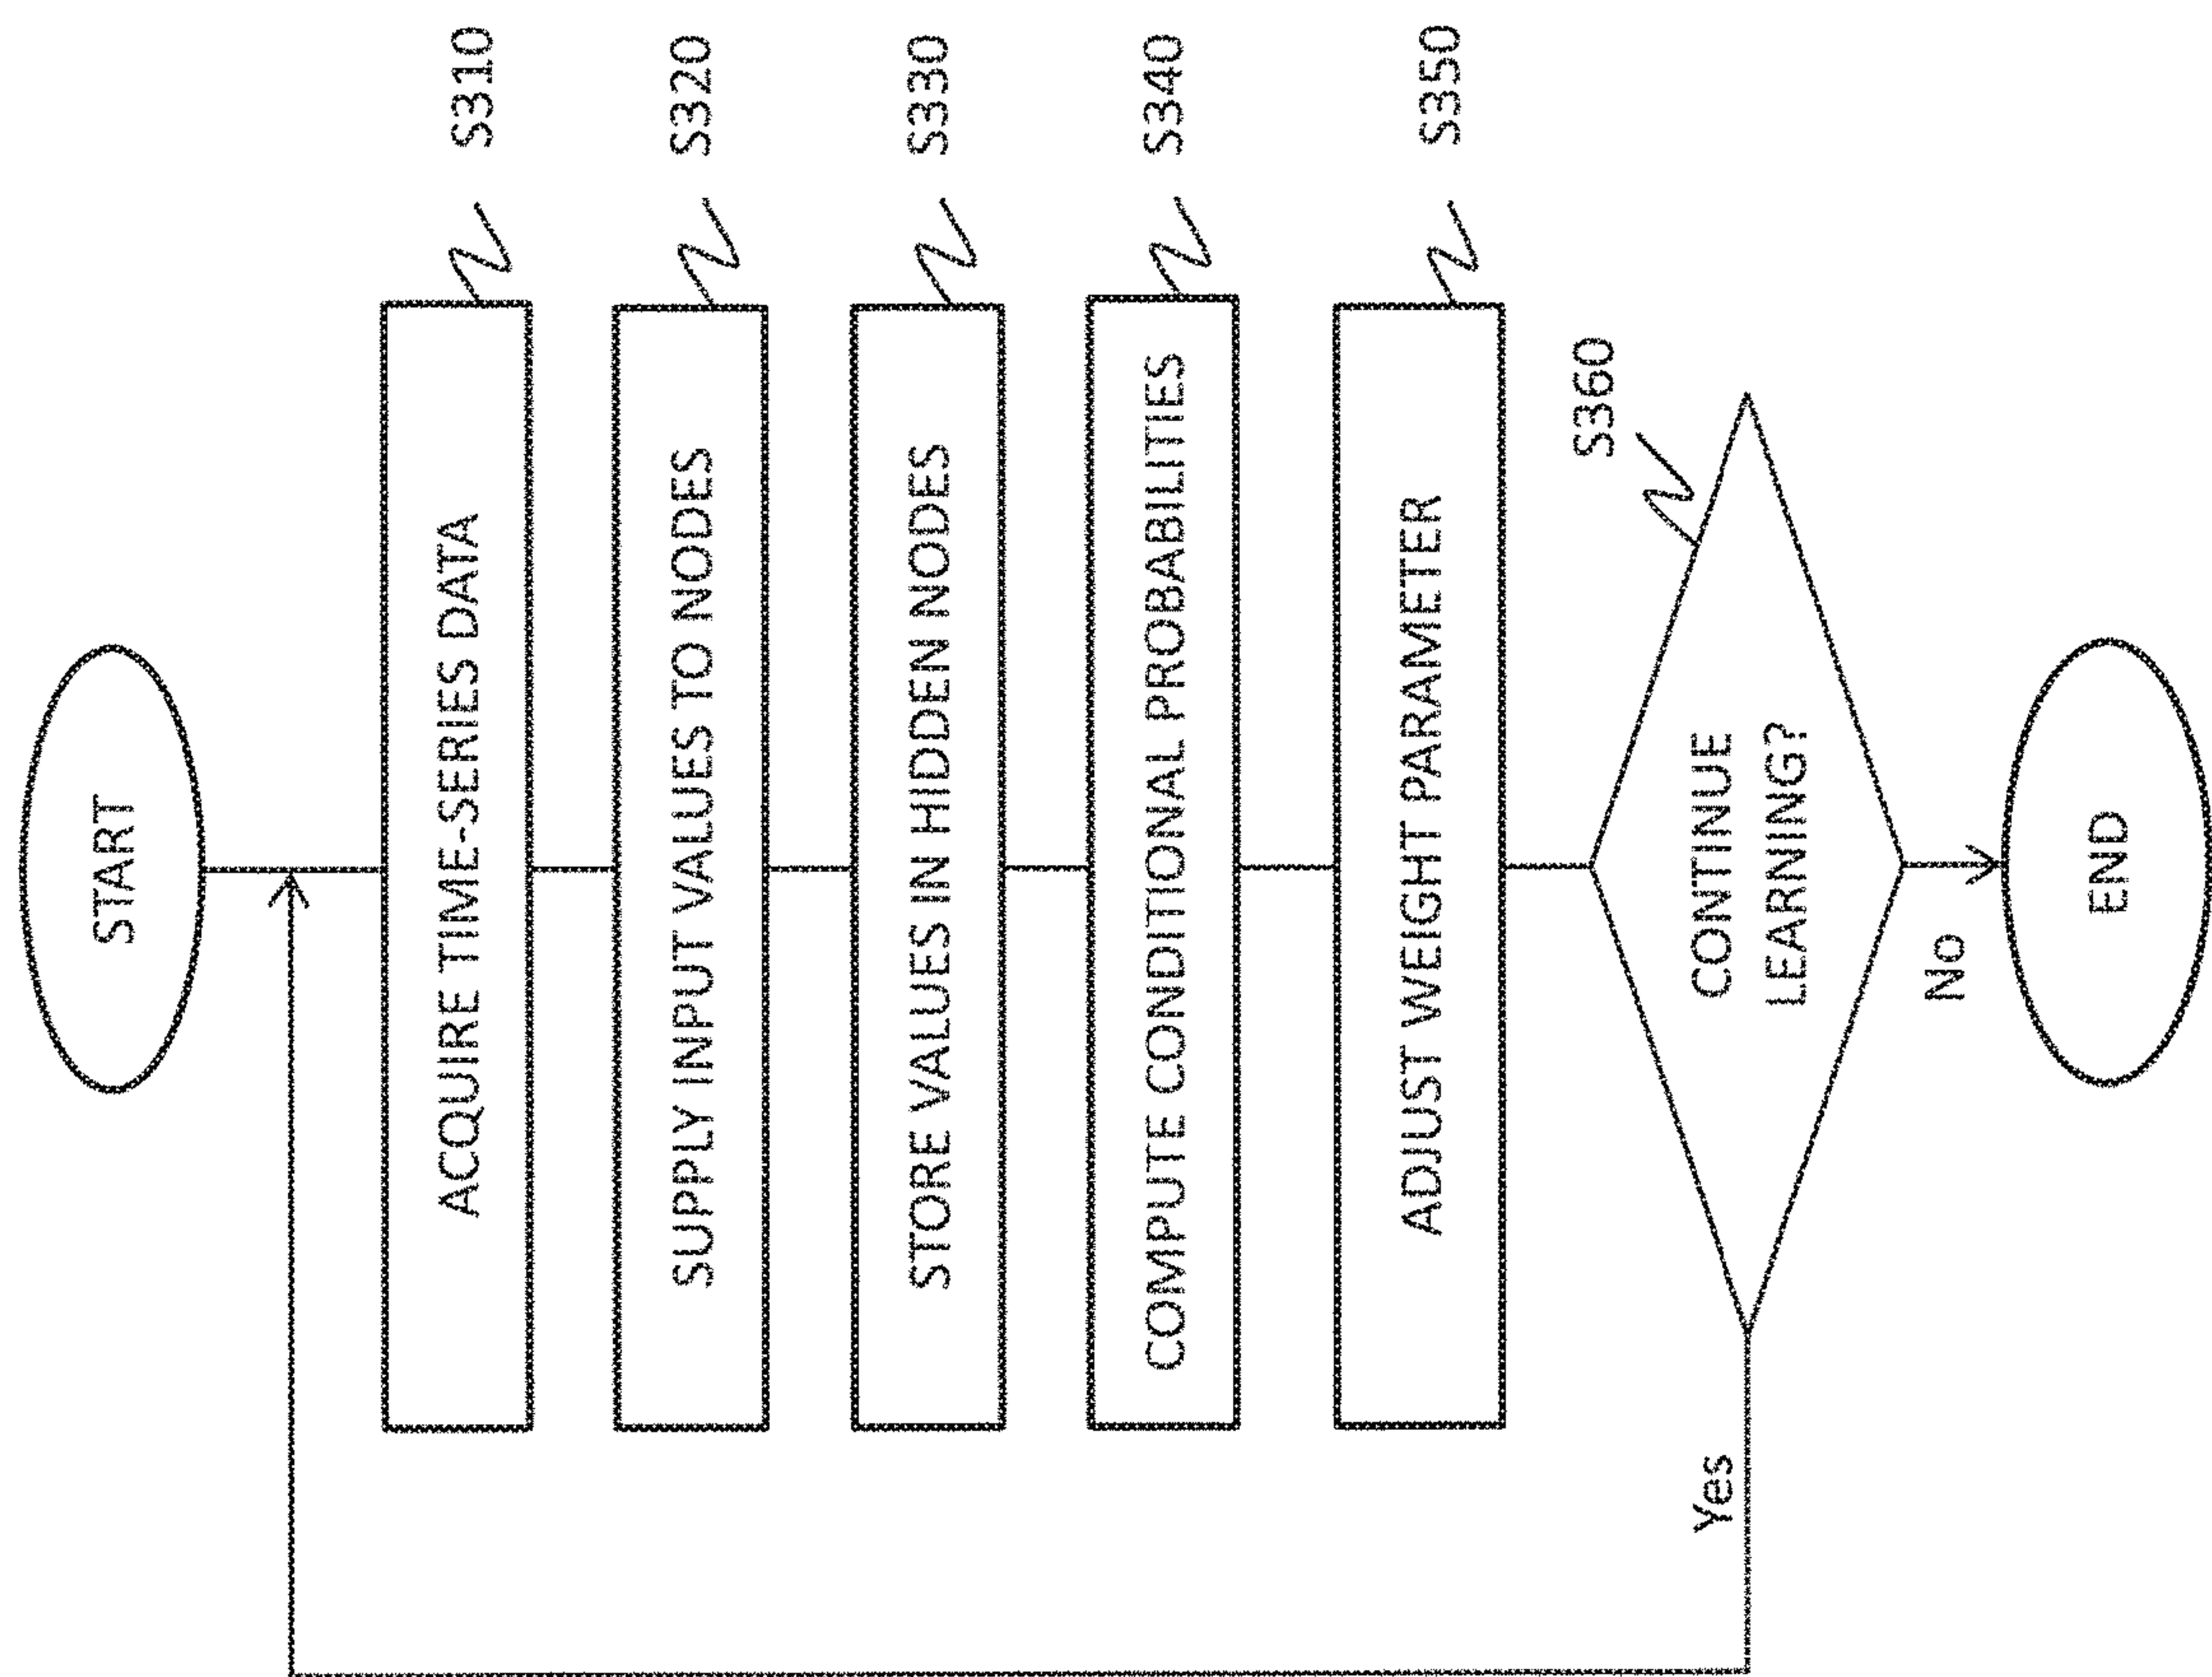 START
ACQUIRE TIME-SERIES DATA
S310
SUPPLY INPUT VALUES TO NODES
S320
STORE VALUES IN HIDDEN NODES
S330
COMPUTE CONDITIONAL PROBABILITIES
S340
ADJUST WEIGHT PARAMETER
S350
S360
CONTINUE
LEARNING?
Yes
No
END